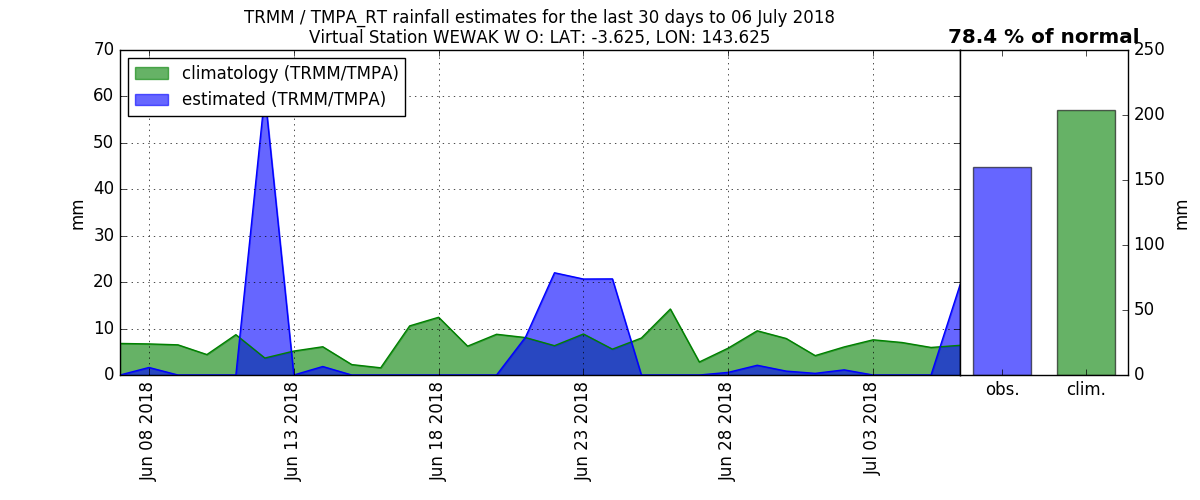 TRMM / TMPA_RT rainfall estimates for the last 30 days to 06 July 2018
Virtual Station WEWAK W O: LAT: -3.625, LON: 143.625
78.4 % of normal
climatology (TRMM/TMPA)
estimated (TRMM/TMPA)
mm
70
60
50
40
30
20
10
0
Jun 08 2018
Jun 13 2018
Jun 18 2018
Jun 23 2018
Jun 28 2018
Jul 03 2018
obs.
clim.
250
200
150
100
50
0
mm